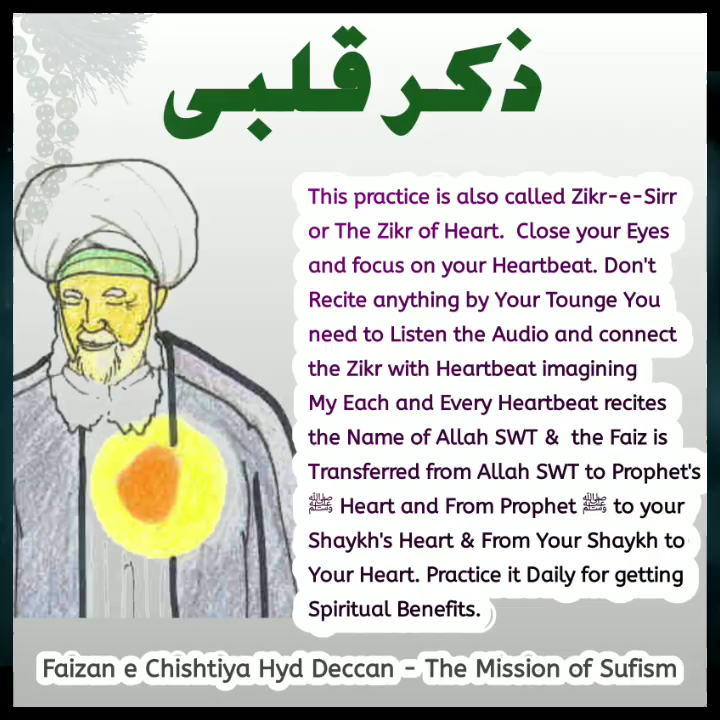 ذکر قلبی
This practice is also called Zikr-e-Sirr
or The Zikr of Heart. Close your Eyes
and focus on your Heartbeat. Don't
Recite anything by Your Tounge You
need to Listen the Audio and connect
the Zikr with Heartbeat imagining
My Each and Every Heartbeat recites
the Name of Allah SWT & the Faiz is
Transferred from Allah SWT to Prophet's
ﷺ Heart and From Prophet ﷺ to your
Shaykh's Heart & From Your Shaykh to
Your Heart. Practice it Daily for getting
Spiritual Benefits.
Faizan e Chishtiya Hyd Deccan - The Mission of Sufism